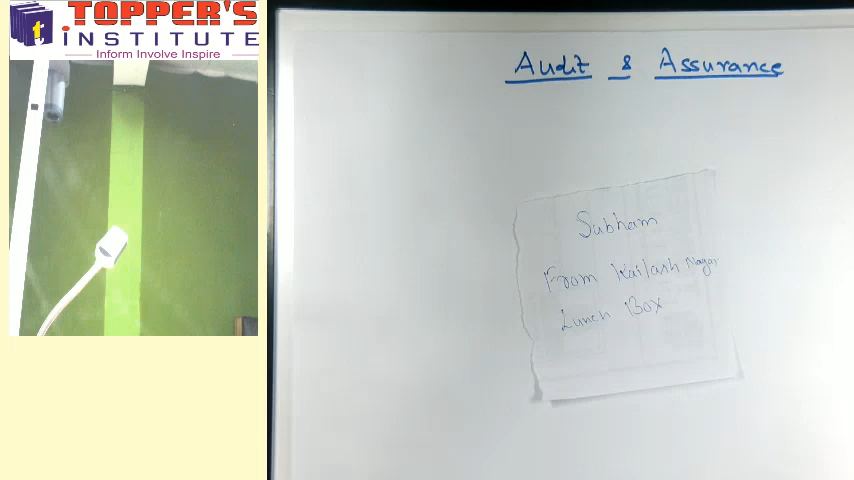 TOPPER'S
iNSTITUTE
Inform Involve Inspire
Audit & Assurance
Subham
From Kailash Nagar
Lunch Box